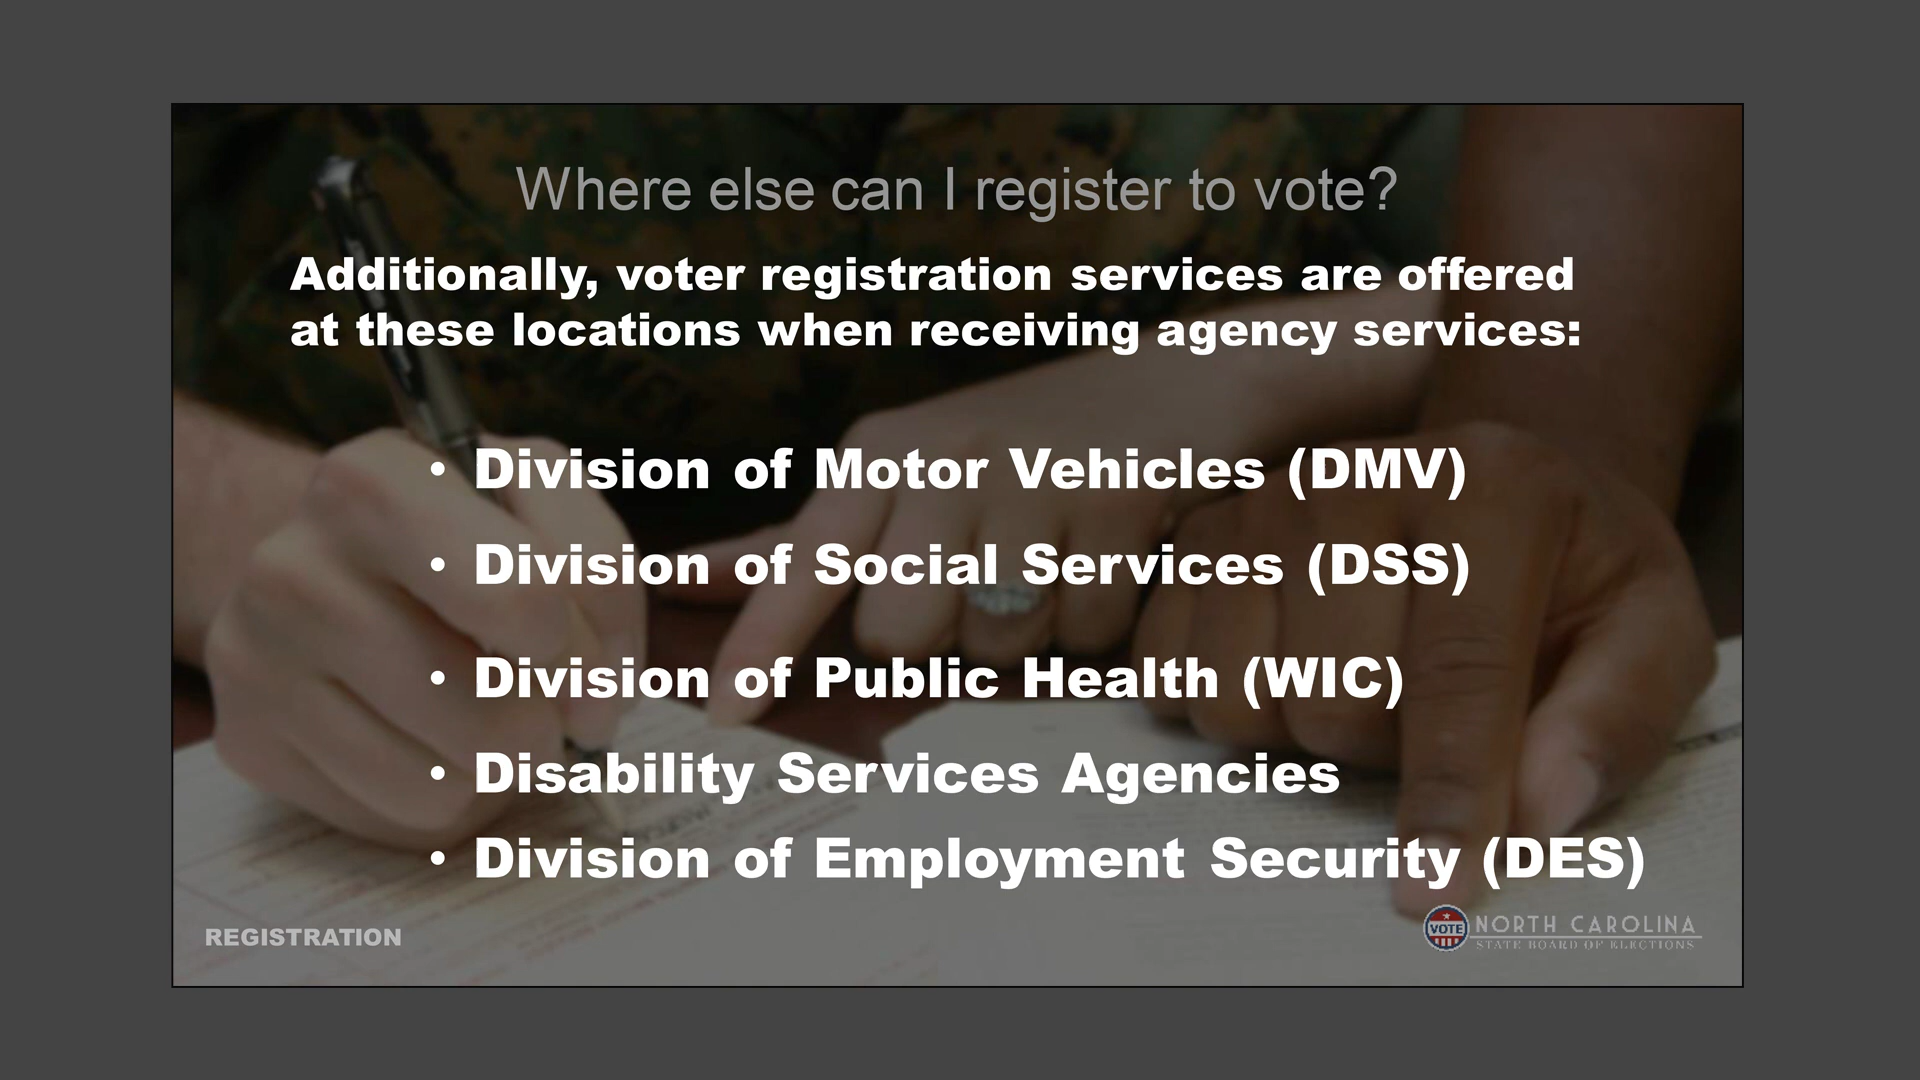 Where else can I register to vote?
Additionally, voter registration services are offered
at these locations when receiving agency services:
• Division of Motor Vehicles (DMV)
• Division of Social Services (DSS)
• Division of Public Health (WIC)
• Disability Services Agencies
• Division of Employment Security (DES)
REGISTRATION
VOTE
NORTH CAROLINA
STATE BOARD OF ELECTIONS